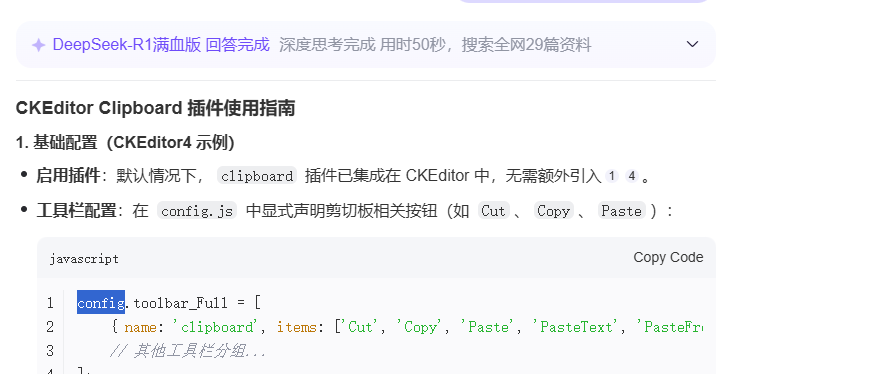 DeepSeek-R1满血版 回答完成 深度思考完成 用时50秒，搜索全网29篇资料
CKEditor Clipboard 插件使用指南
1. 基础配置（CKEditor4 示例）
• 启用插件：默认情况下， clipboard 插件已集成在 CKEditor 中，无需额外引入 1 4 。
• 工具栏配置：在 config.js 中显式声明剪切板相关按钮（如 Cut 、 Copy 、 Paste ）：
javascript Copy Code
1 config.toolbar_Full = [
2 { name: 'clipboard', items: ['Cut', 'Copy', 'Paste', 'PasteText', 'PasteFro
3 // 其他工具栏分组...
4 ];